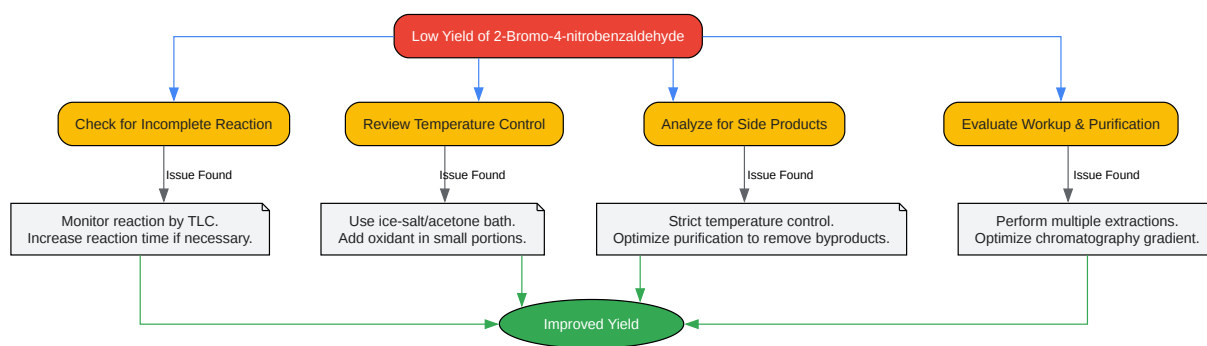 Low Yield of 2-Bromo-4-nitrobenzaldehyde
Check for Incomplete Reaction
Review Temperature Control
Analyze for Side Products
Evaluate Workup & Purification
Issue Found
Issue Found
Issue Found
Issue Found
Monitor reaction by TLC.
Increase reaction time if necessary.
Use ice-salt/acetone bath.
Add oxidant in small portions.
Strict temperature control.
Optimize purification to remove byproducts.
Perform multiple extractions.
Optimize chromatography gradient.
Improved Yield